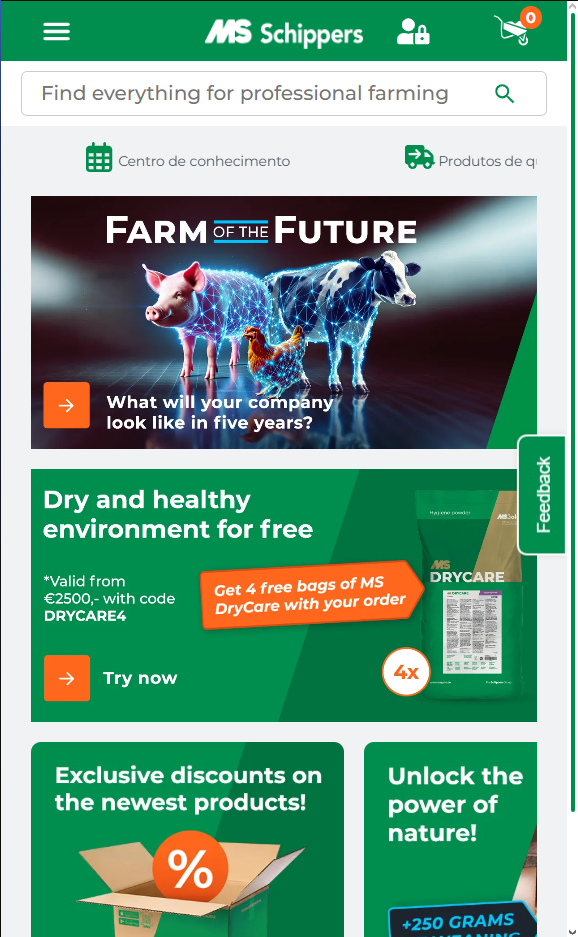 MS Schippers
0
Find everything for professional farming
Centro de conhecimento
Produtos de q
FARM OF THE FUTURE
What will your company
look like in five years?
Feedback
Dry and healthy
environment for free
*Valid from
€2500,- with code
DRYCARE4
Get 4 free bags of MS
DryCare with your order
Hygiene powder
MS
DRYCARE
DRYCARE
4x
Try now
Exclusive discounts on
the newest products!
%
Unlock the
power of
nature!
+250 GRAMS